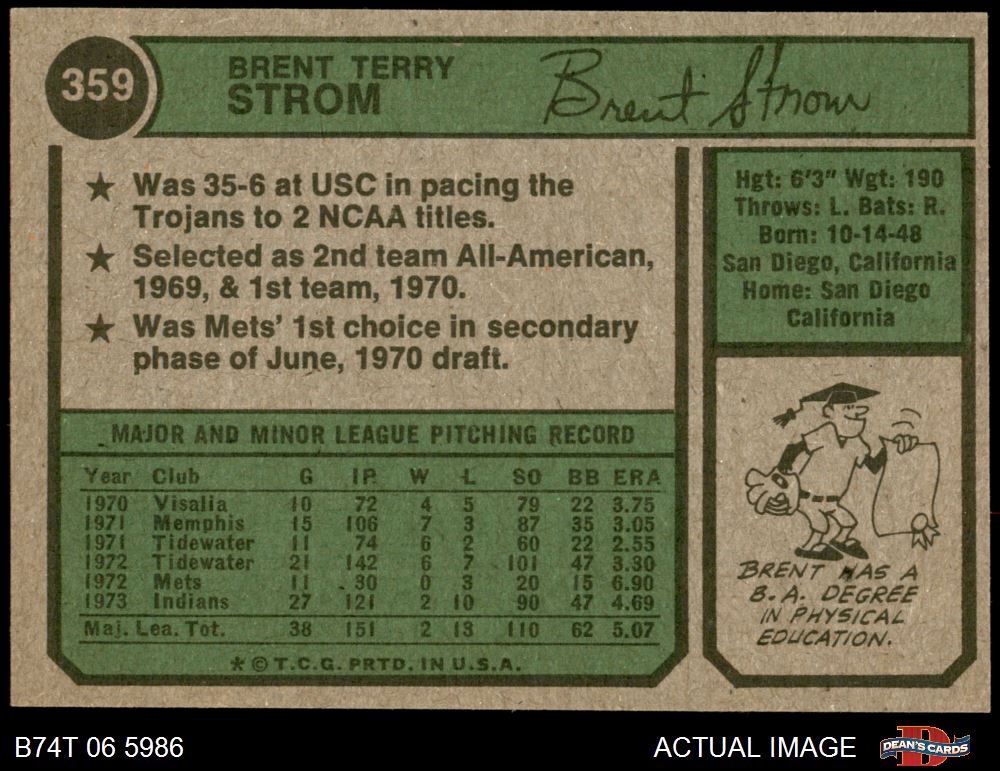 359
BRENT TERRY
STROM
Brent Strom
★ Was 35-6 at USC in pacing the
Trojans to 2 NCAA titles.
★ Selected as 2nd team All-American,
1969, & 1st team, 1970.
★ Was Mets' 1st choice in secondary
phase of June, 1970 draft.
Hgt: 6'3" Wgt: 190
Throws: L. Bats: R.
Born: 10-14-48
San Diego, California
Home: San Diego
California
MAJOR AND MINOR LEAGUE PITCHING RECORD
Year Club G IP W L SO BB ERA
1970 Visalia 10 72 4 5 79 22 3.75
1971 Memphis 15 106 7 3 87 35 3.05
1971 Tidewater 11 74 6 2 60 22 2.55
1972 Tidewater 21 142 6 7 101 47 3.30
1972 Mets 11 30 0 3 20 15 6.90
1973 Indians 27 121 2 10 90 47 4.69
Maj. Lea. Tot. 38 151 2 13 110 62 5.07
★ © T.C.G. PRTD. IN U.S.A.
BRENT HAS A
B.A. DEGREE
IN PHYSICAL
EDUCATION.
B74T 06 5986
ACTUAL IMAGE
DEAN'S CARDS